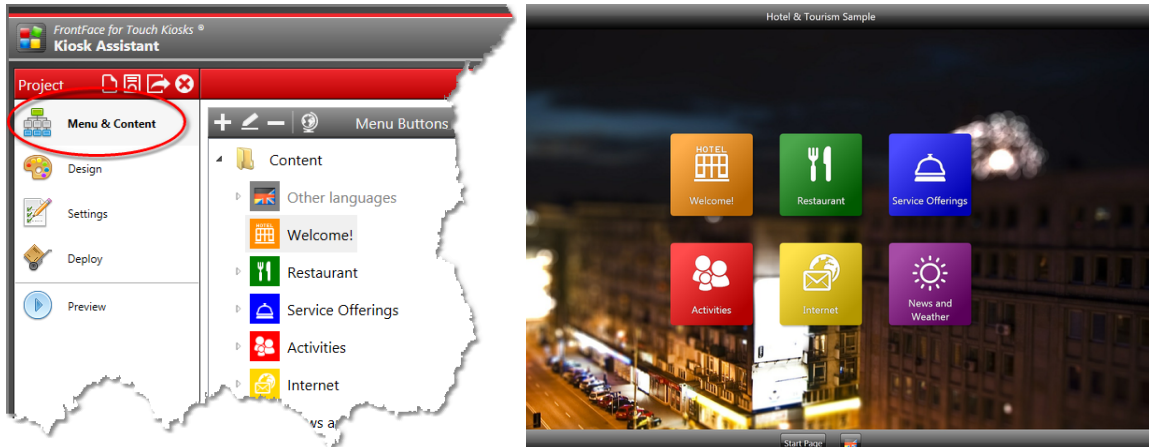 FrontFace for Touch Kiosks ®
Kiosk Assistant
Project
Menu & Content
Design
Settings
Deploy
Preview
Menu Buttons
Content
Other languages
HOTEL
Welcome!
Restaurant
Service Offerings
Activities
Internet
Hotel & Tourism Sample
HOTEL
Welcome!
Restaurant
Service Offerings
Activities
Internet
News and
Weather
Start Page